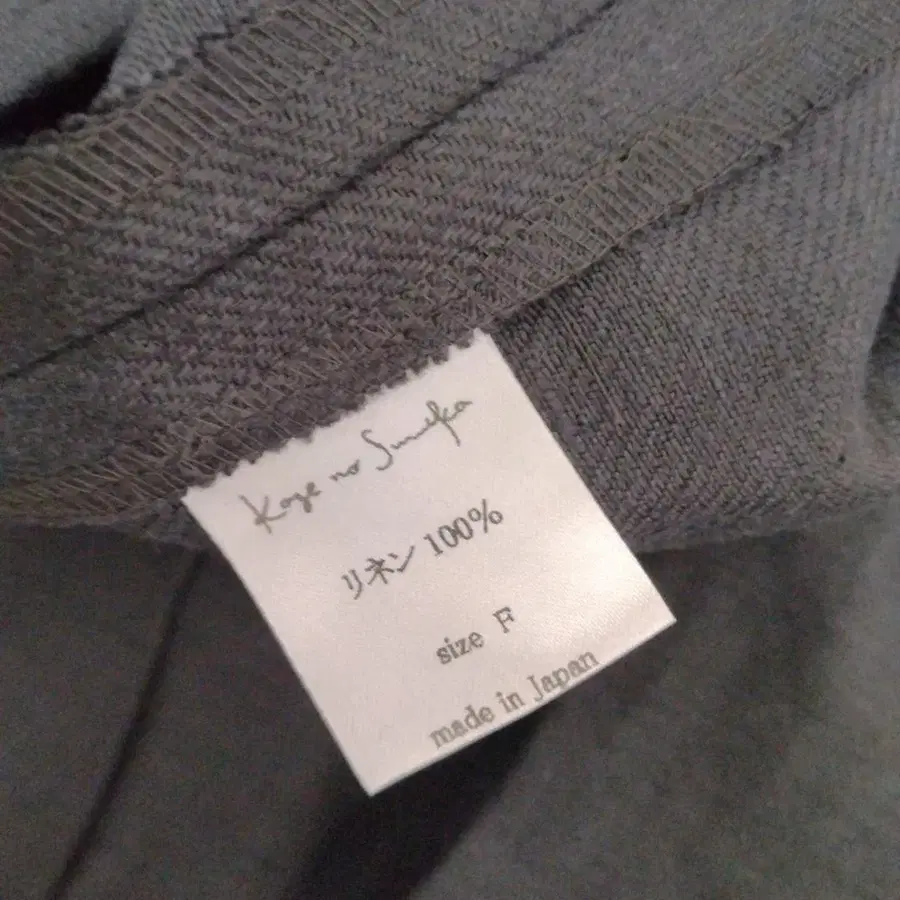 Kaze no Sumika
リネン 100%
size F
made in Japan